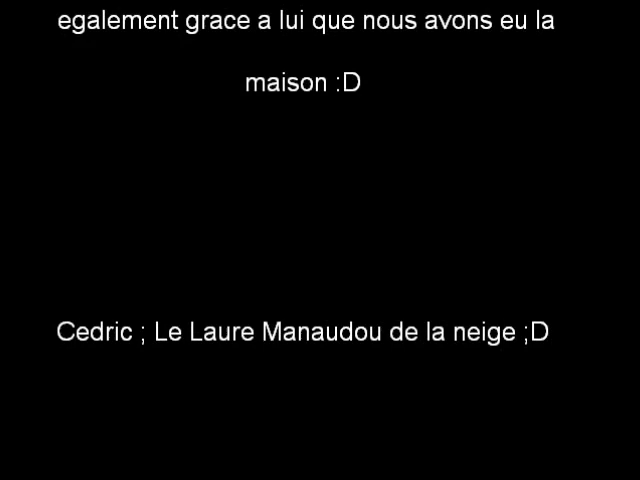 egalement grace a lui que nous avons eu la
maison :D
Cedric ; Le Laure Manaudou de la neige ;D